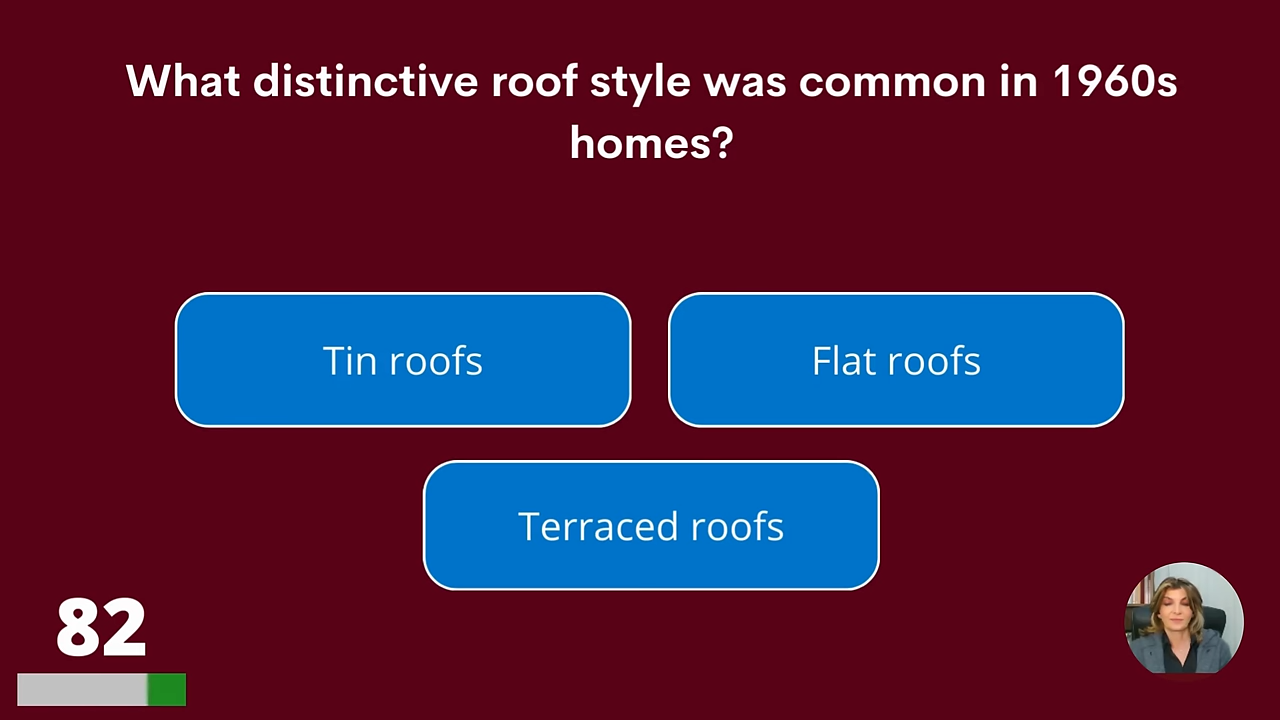 What distinctive roof style was common in 1960s
homes?
Tin roofs
Flat roofs
Terraced roofs
82